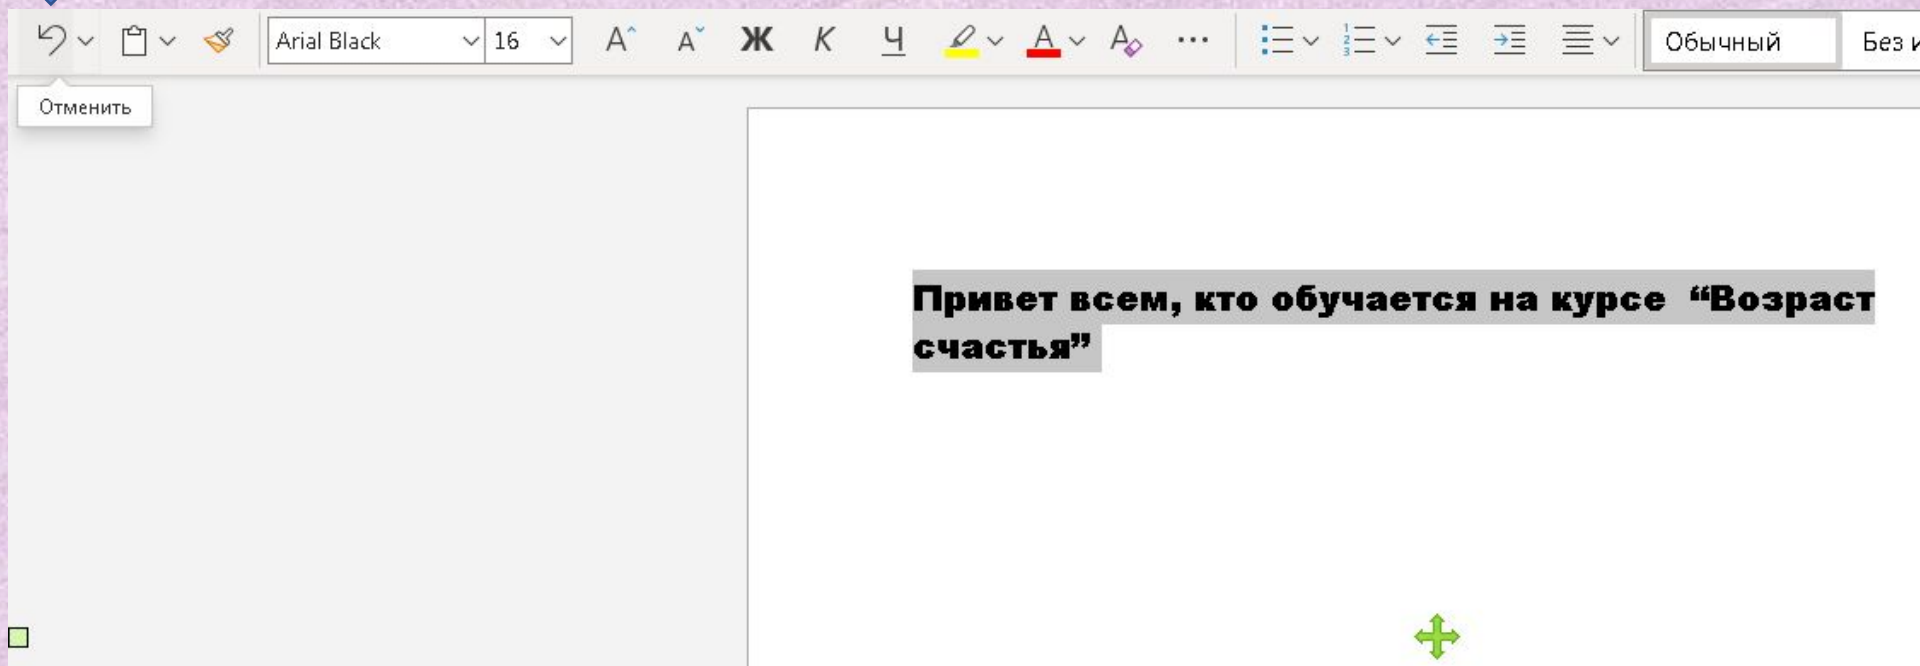 Arial Black 16 А А Ж К Ч А А ... Обычный Без и
Отменить
Привет всем, кто обучается на курсе  “Возраст
счастья”